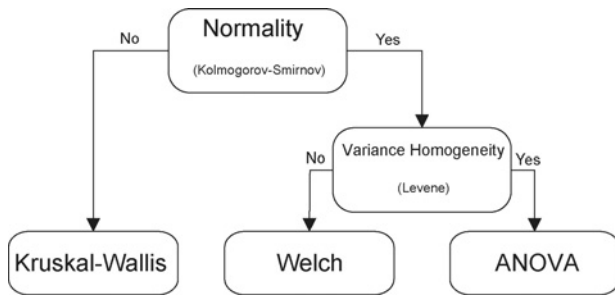 Normality
(Kolmogorov-Smirnov)
No
Yes
Variance Homogeneity
(Levene)
No
Yes
Kruskal-Wallis
Welch
ANOVA